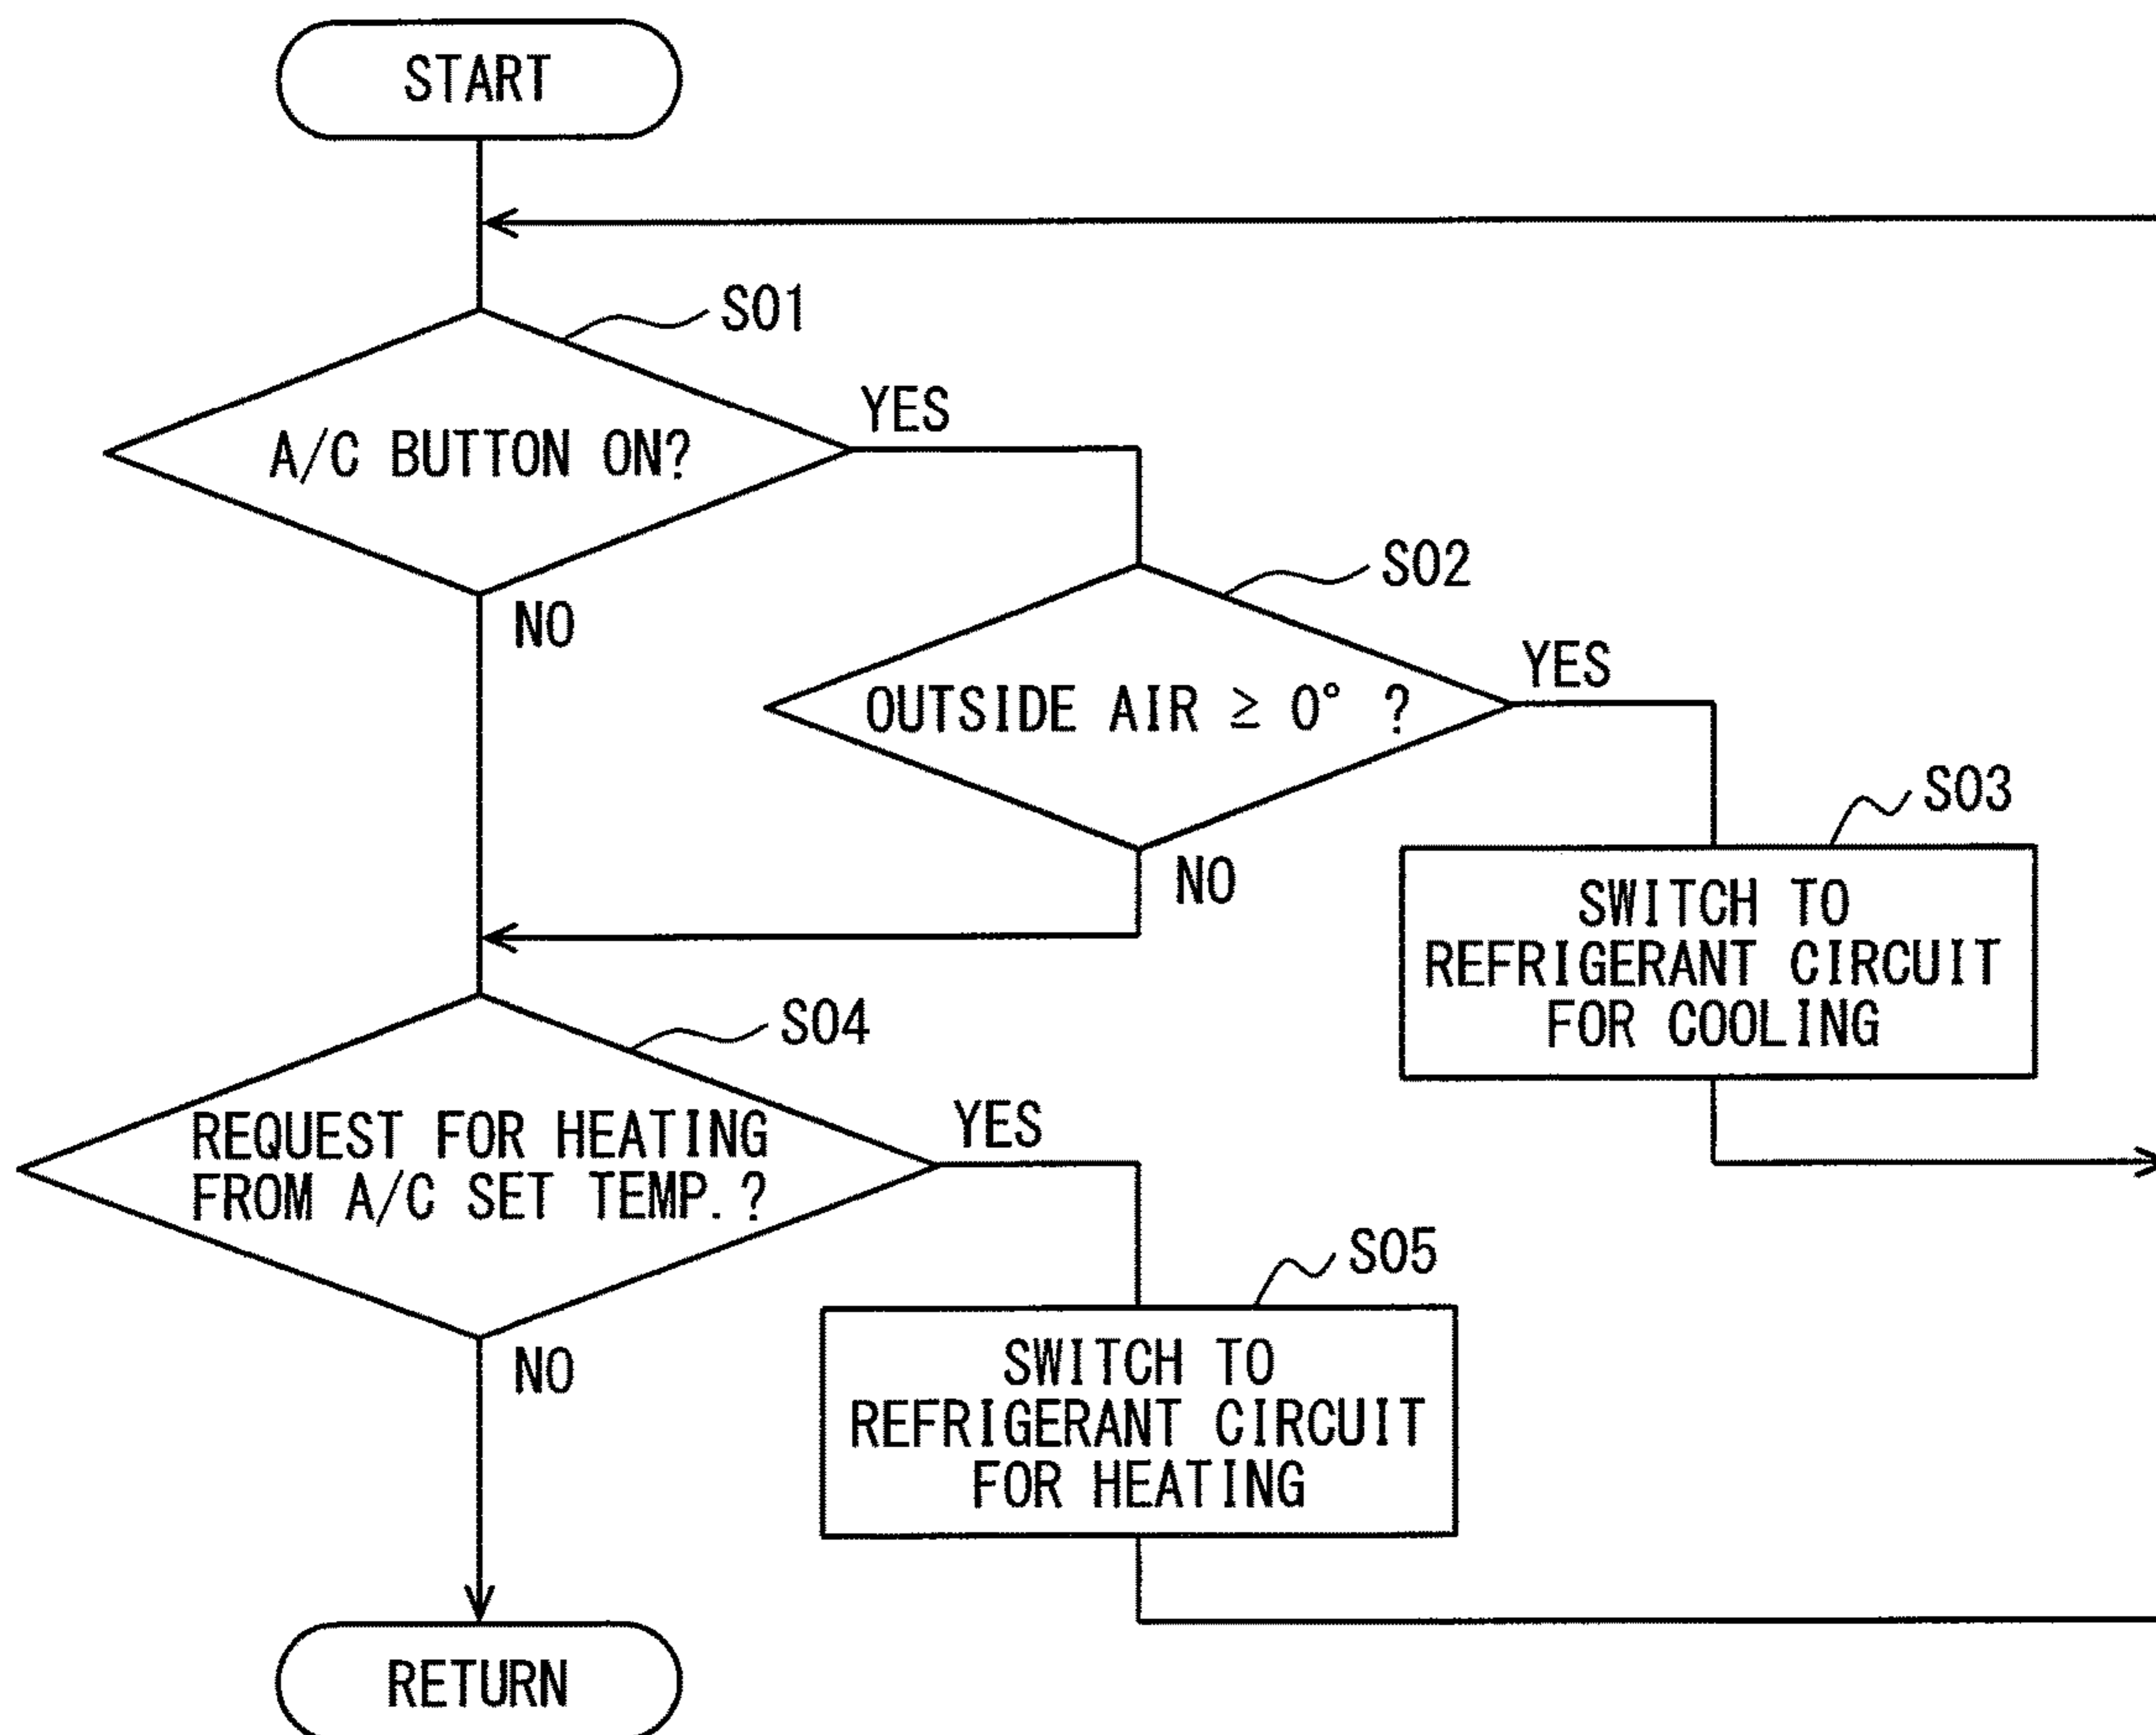 START
S01
A/C BUTTON ON?
YES
NO
S02
OUTSIDE AIR ≥ 0° ?
YES
NO
S03
SWITCH TO
REFRIGERANT CIRCUIT
FOR COOLING
S04
REQUEST FOR HEATING
FROM A/C SET TEMP.?
YES
NO
S05
SWITCH TO
REFRIGERANT CIRCUIT
FOR HEATING
RETURN